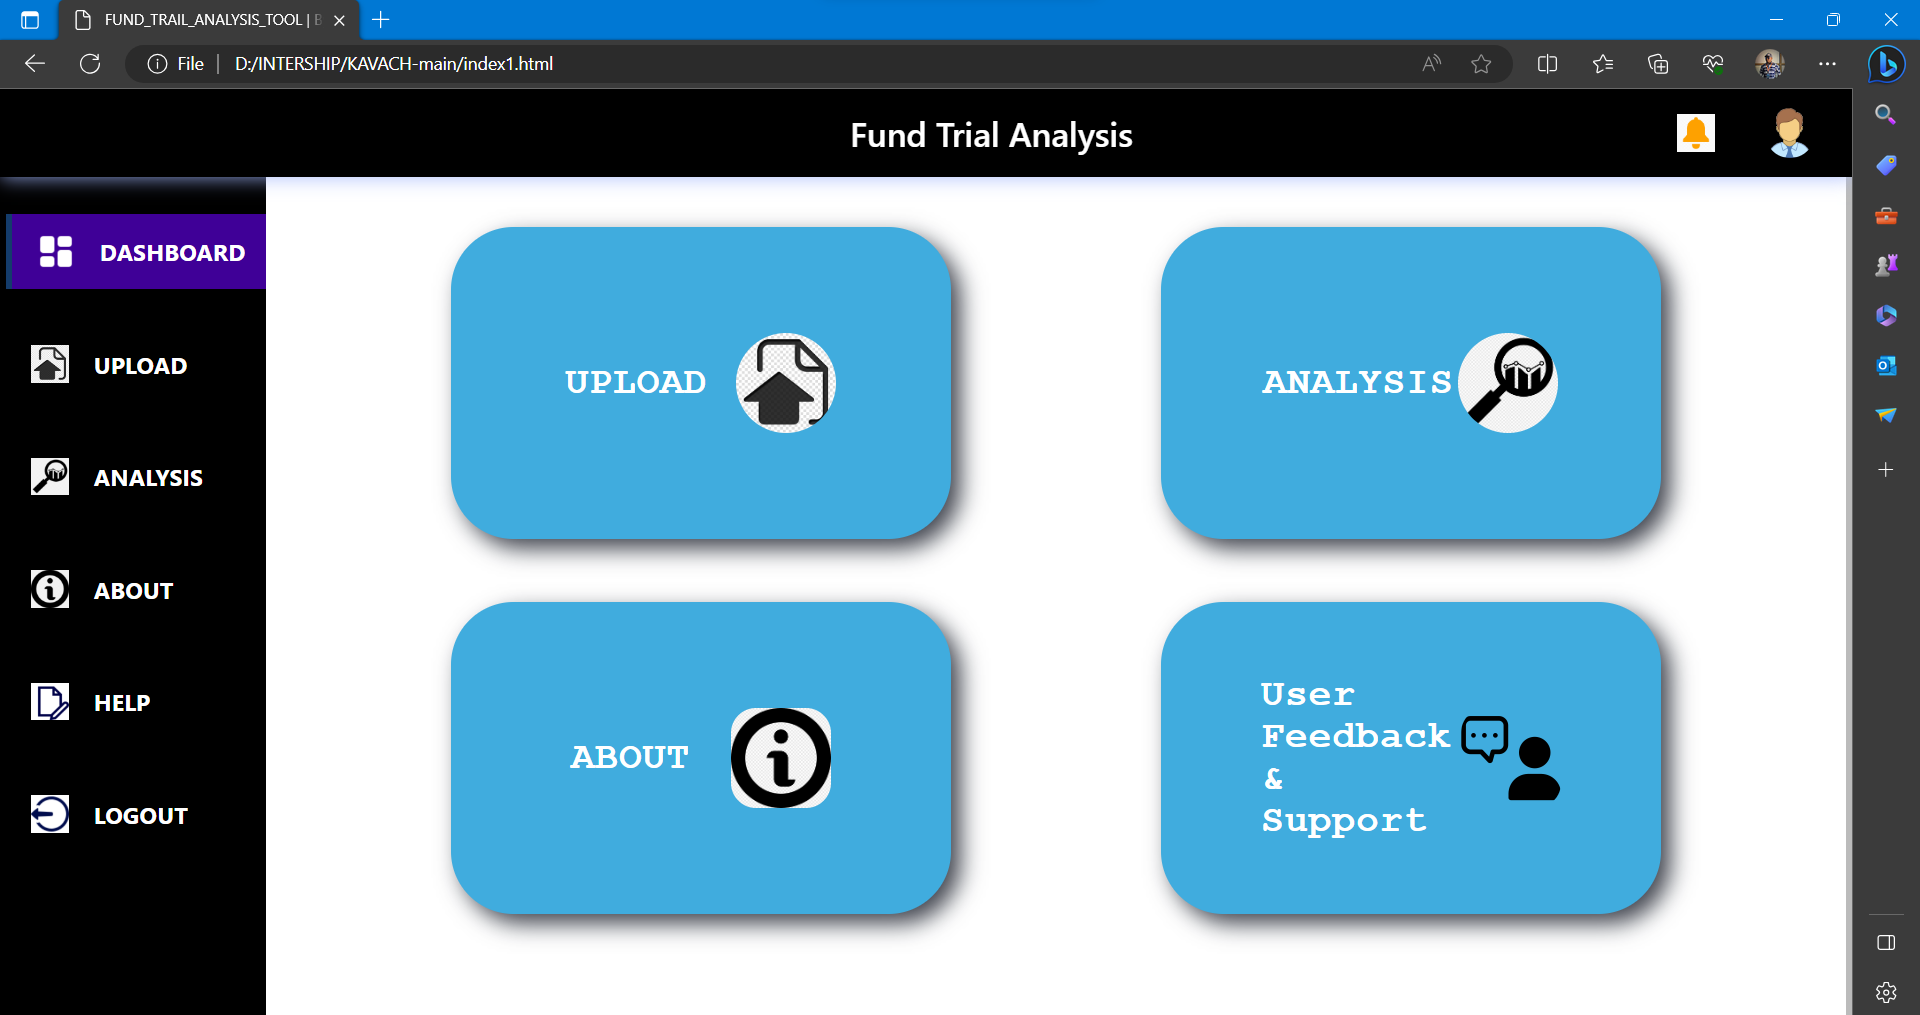 FUND_TRAIL_ANALYSIS_TOOL |
File
D:/INTERSHIP/KAVACH-main/index1.html
Fund Trial Analysis
DASHBOARD
UPLOAD
ANALYSIS
ABOUT
HELP
LOGOUT
UPLOAD
ANALYSIS
ABOUT
User
Feedback
&
Support